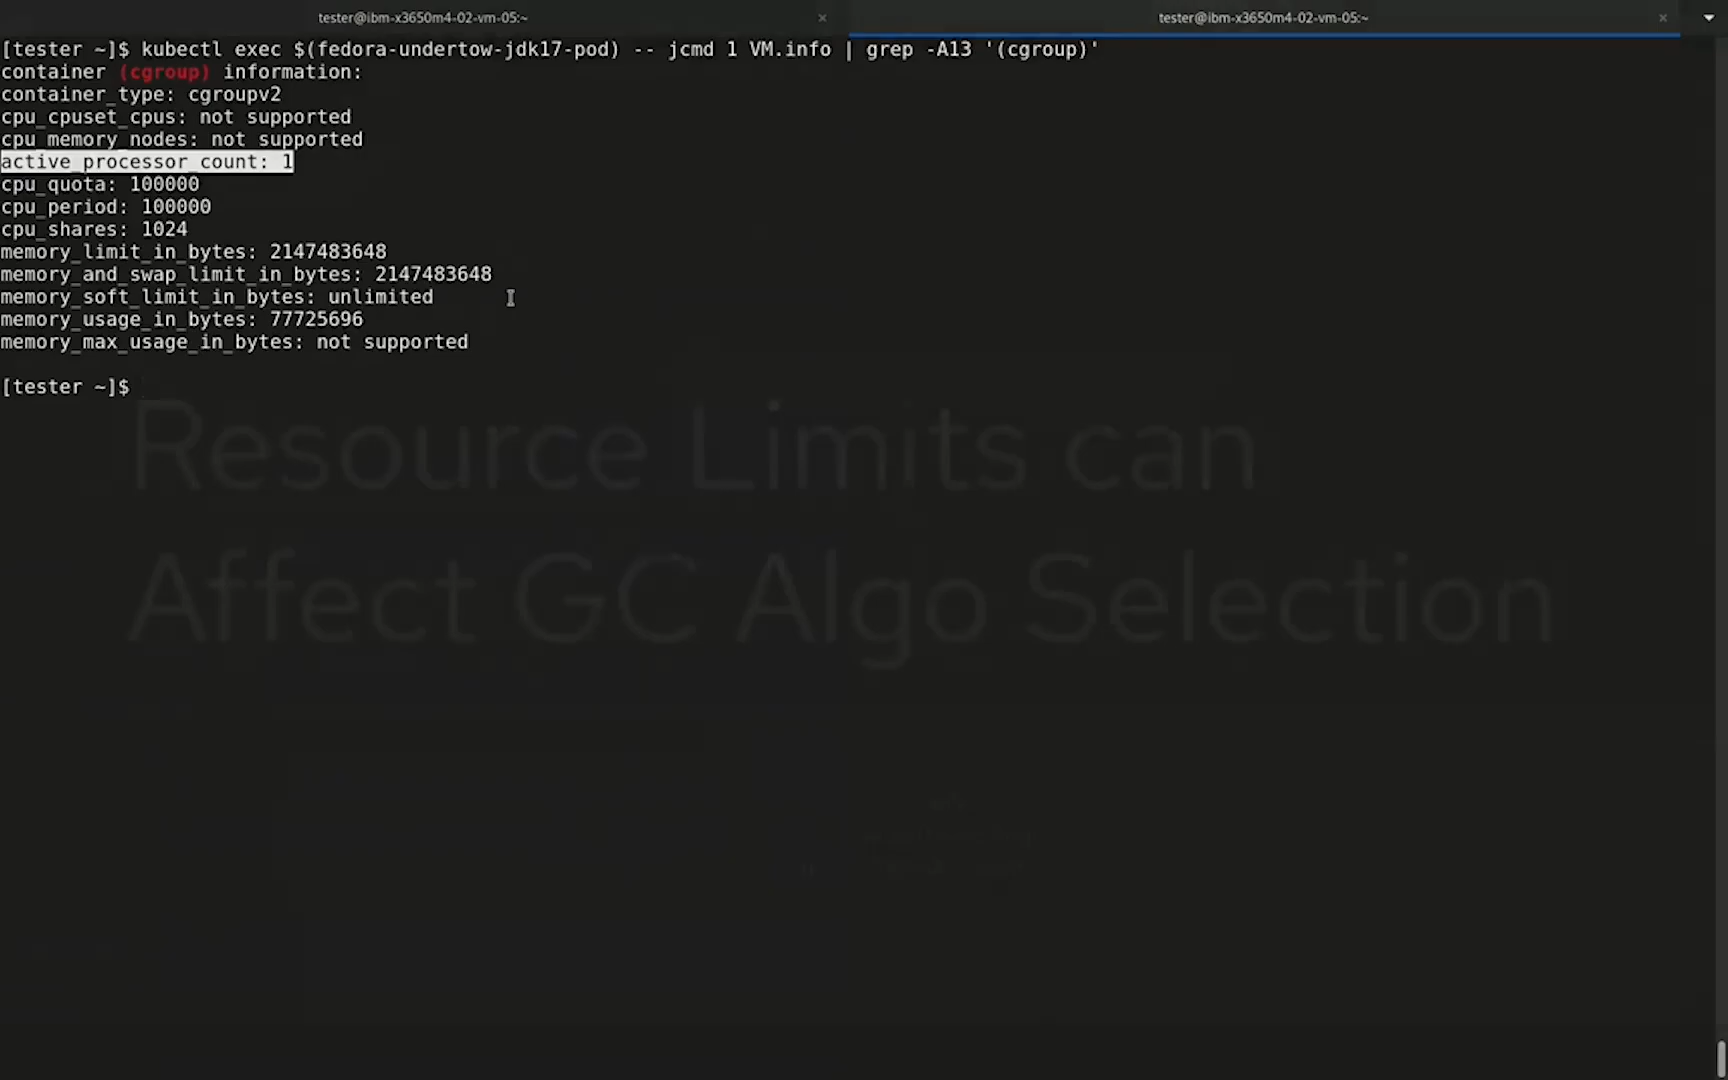 tester@ibm-x3650m4-02-vm-05:~ × tester@ibm-x3650m4-02-vm-05:~ ×
[tester ~]$ kubectl exec $(fedora-undertow-jdk17-pod) -- jcmd 1 VM.info | grep -A13 '(cgroup)'
container (cgroup) information:
container_type: cgroupv2
cpu_cpuset_cpus: not supported
cpu_memory_nodes: not supported
active_processor_count: 1
cpu_quota: 100000
cpu_period: 100000
cpu_shares: 1024
memory_limit_in_bytes: 2147483648
memory_and_swap_limit_in_bytes: 2147483648
memory_soft_limit_in_bytes: unlimited
memory_usage_in_bytes: 77725696
memory_max_usage_in_bytes: not supported
[tester ~]$
Resource Limits can
Affect GC Algo Selection